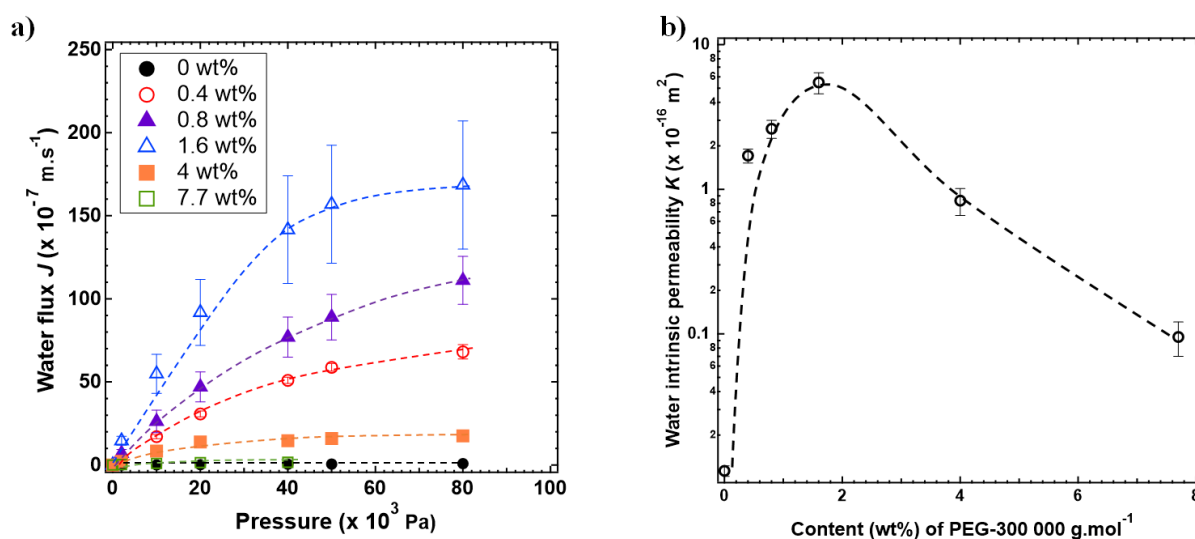 a)
250
200
150
100
50
0
Water flux J (x 10⁻⁷ m.s⁻¹)
0 wt%
0.4 wt%
0.8 wt%
1.6 wt%
4 wt%
7.7 wt%
0 20 40 60 80 100
Pressure (x 10³ Pa)
b)
10
8
6
4
2
1
8
6
4
2
0.1
8
6
4
2
Water intrinsic permeability K (x 10⁻¹⁶ m²)
0 2 4 6 8
Content (wt%) of PEG-300 000 g.mol⁻¹